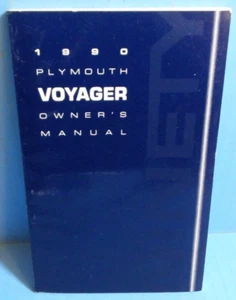 1990
PLYMOUTH
VOYAGER
OWNER'S
MANUAL